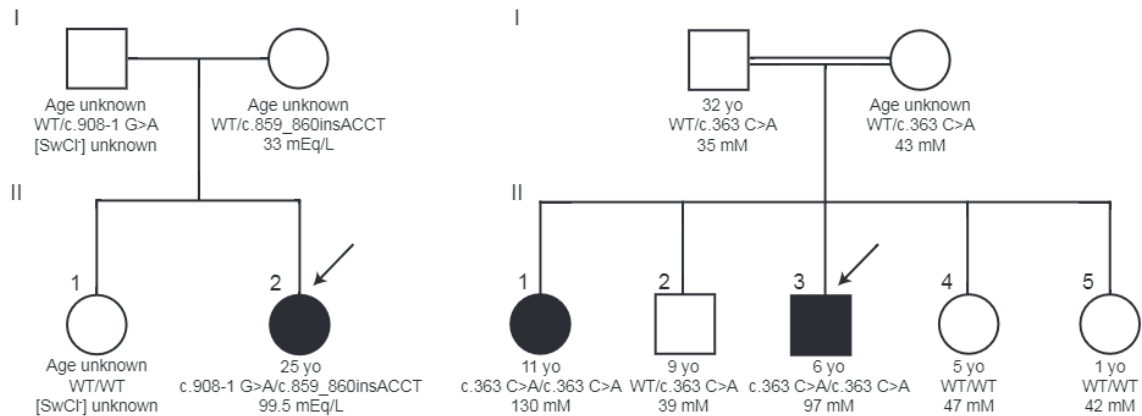 I
Age unknown
WT/c.908-1 G>A
[SwCl-] unknown
Age unknown
WT/c.859_860insACCT
33 mEq/L
II
1
Age unknown
WT/WT
[SwCl-] unknown
2
25 yo
c.908-1 G>A/c.859_860insACCT
99.5 mEq/L
I
32 yo
WT/c.363 C>A
35 mM
Age unknown
WT/c.363 C>A
43 mM
II
1
11 yo
c.363 C>A/c.363 C>A
130 mM
2
9 yo
WT/c.363 C>A
39 mM
3
6 yo
c.363 C>A/c.363 C>A
97 mM
4
5 yo
WT/WT
47 mM
5
1 yo
WT/WT
42 mM